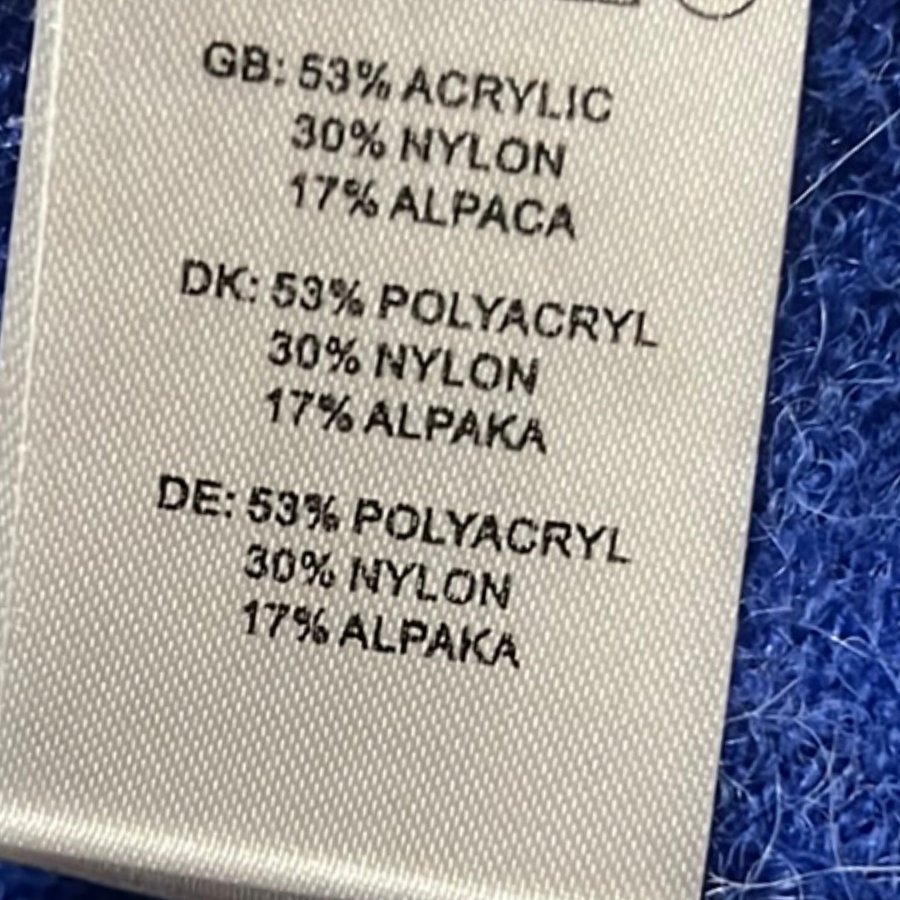 GB: 53% ACRYLIC
30% NYLON
17% ALPACA
DK: 53% POLYACRYL
30% NYLON
17% ALPAKA
DE: 53% POLYACRYL
30% NYLON
17% ALPAKA